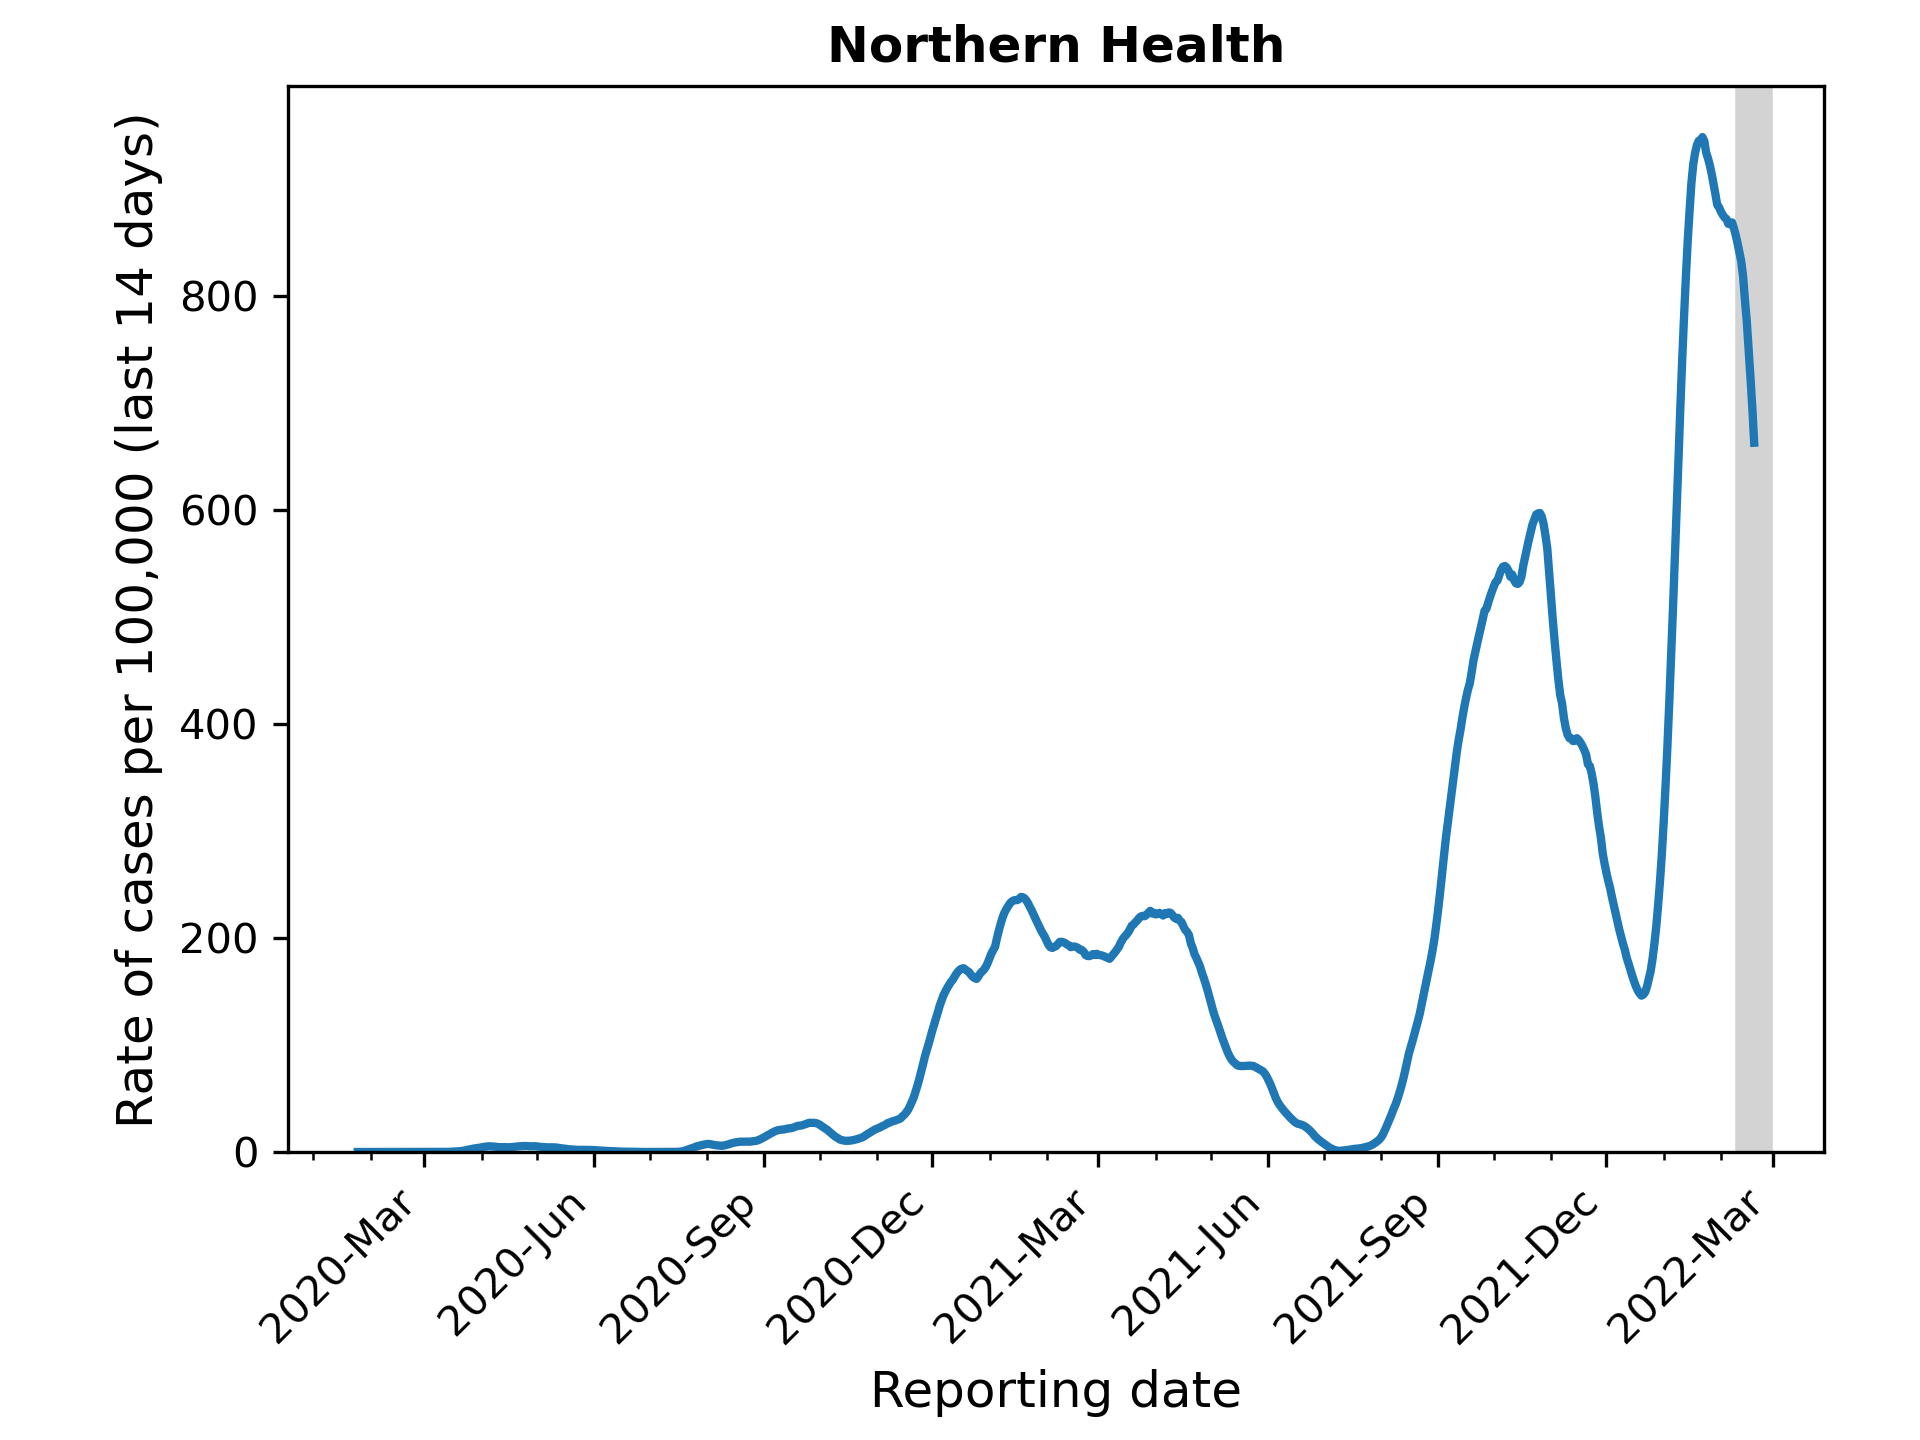 Northern Health
Rate of cases per 100,000 (last 14 days)
800
600
400
200
0
2020-Mar
2020-Jun
2020-Sep
2020-Dec
2021-Mar
2021-Jun
2021-Sep
2021-Dec
2022-Mar
Reporting date